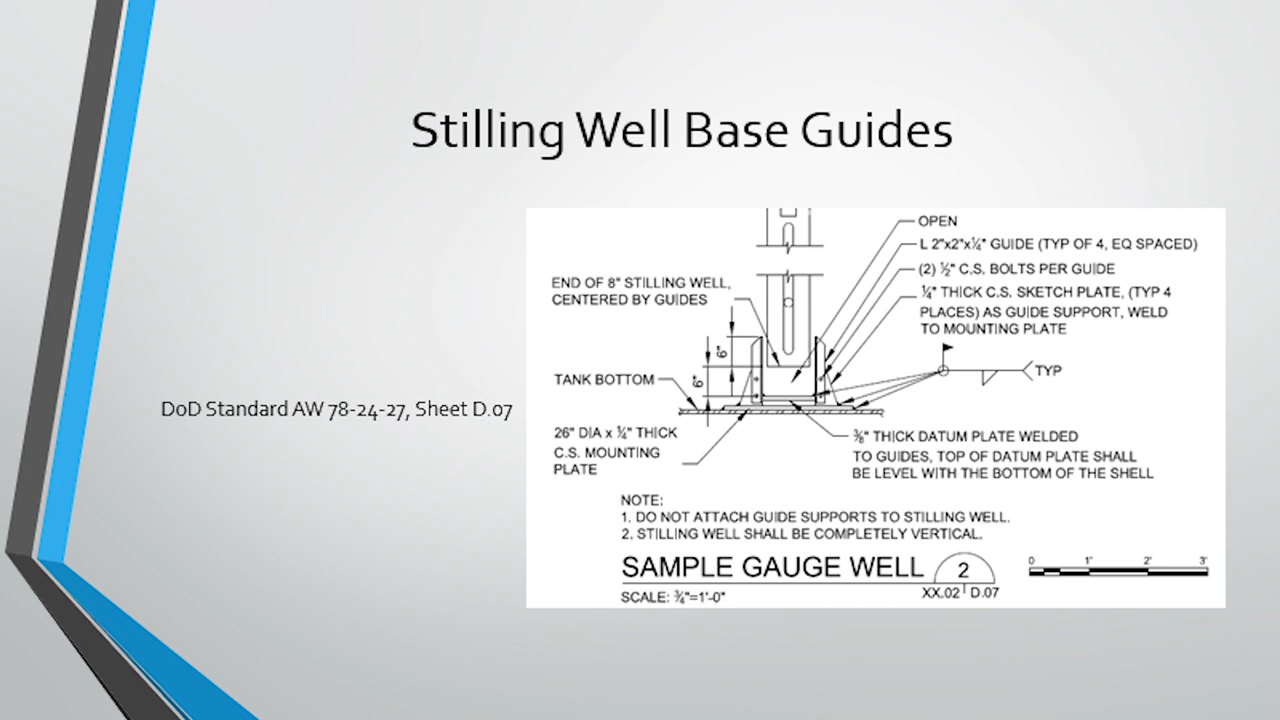 Stilling Well Base Guides
DoD Standard AW 78-24-27, Sheet D.07
OPEN
L 2"x2"x¼" GUIDE (TYP OF 4, EQ SPACED)
(2) ½" C.S. BOLTS PER GUIDE
¼" THICK C.S. SKETCH PLATE, (TYP 4
PLACES) AS GUIDE SUPPORT, WELD
TO MOUNTING PLATE
END OF 8" STILLING WELL,
CENTERED BY GUIDES
6"
6"
TYP
TANK BOTTOM
26" DIA x ¼" THICK
C.S. MOUNTING
PLATE
⅜" THICK DATUM PLATE WELDED
TO GUIDES, TOP OF DATUM PLATE SHALL
BE LEVEL WITH THE BOTTOM OF THE SHELL
NOTE:
1. DO NOT ATTACH GUIDE SUPPORTS TO STILLING WELL.
2. STILLING WELL SHALL BE COMPLETELY VERTICAL.
SAMPLE GAUGE WELL
2
XX.02 D.07
SCALE: ¾"=1'-0"
0 1' 2' 3'